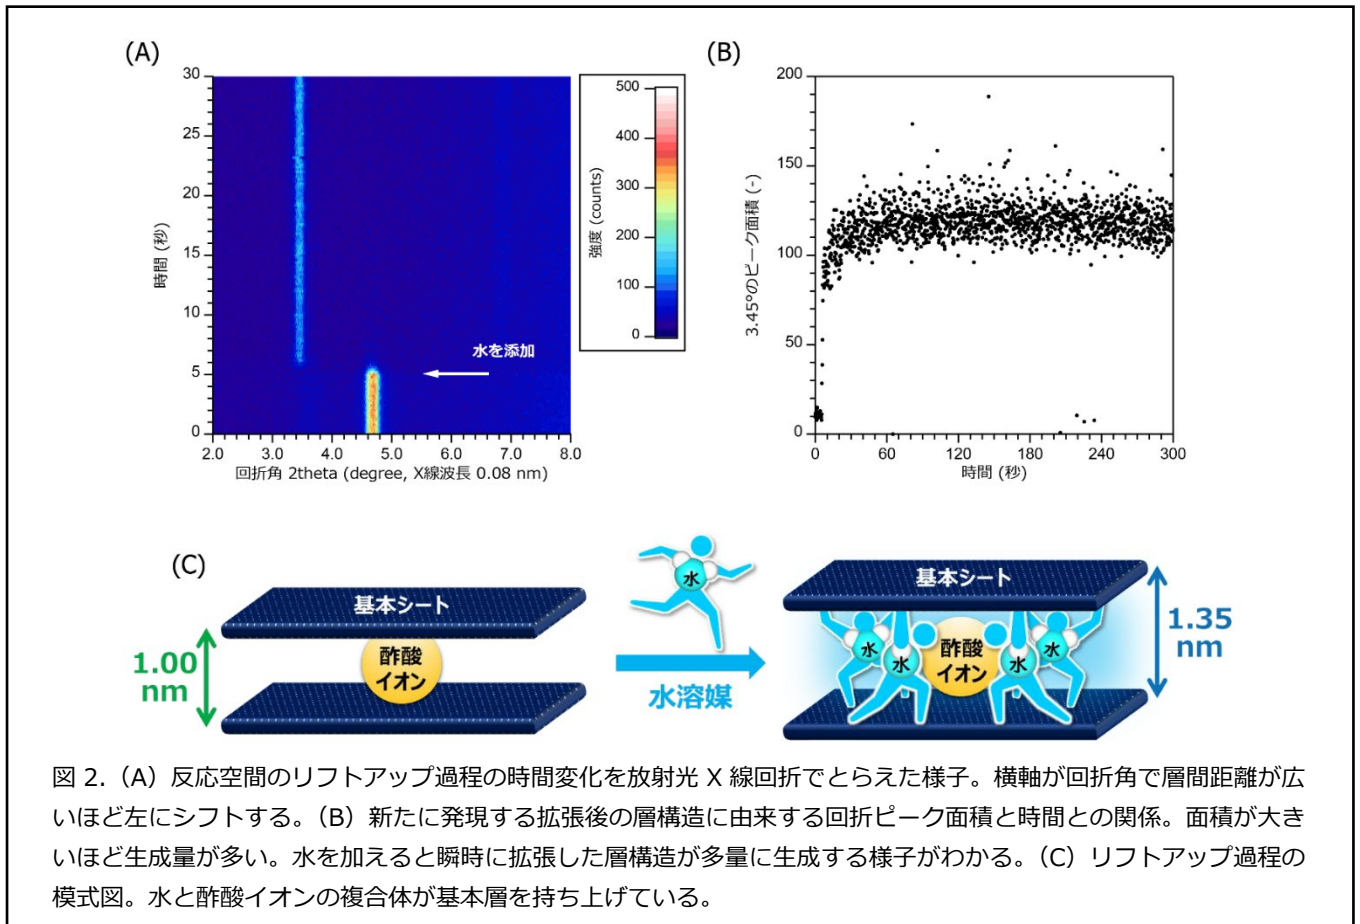 (A)
30
25
20
15
10
5
0
時間 (秒)
水を添加
2.0 3.0 4.0 5.0 6.0 7.0 8.0
回折角 2theta (degree, X線波長 0.08 nm)
500
400
300
200
100
0
強度 (counts)
(B)
200
150
100
50
0
3.45°のピーク面積 (-)
0 60 120 180 240 300
時間 (秒)
(C)
基本シート
酢酸
イオン
1.00
nm
水
水溶媒
基本シート
水 水 酢酸 水 水
イオン
1.35
nm
図 2.（A）反応空間のリフトアップ過程の時間変化を放射光 X 線回折でとらえた様子。横軸が回折角で層間距離が広
いほど左にシフトする。（B）新たに発現する拡張後の層構造に由来する回折ピーク面積と時間との関係。面積が大き
いほど生成量が多い。水を加えると瞬時に拡張した層構造が多量に生成する様子がわかる。（C）リフトアップ過程の
模式図。水と酢酸イオンの複合体が基本層を持ち上げている。